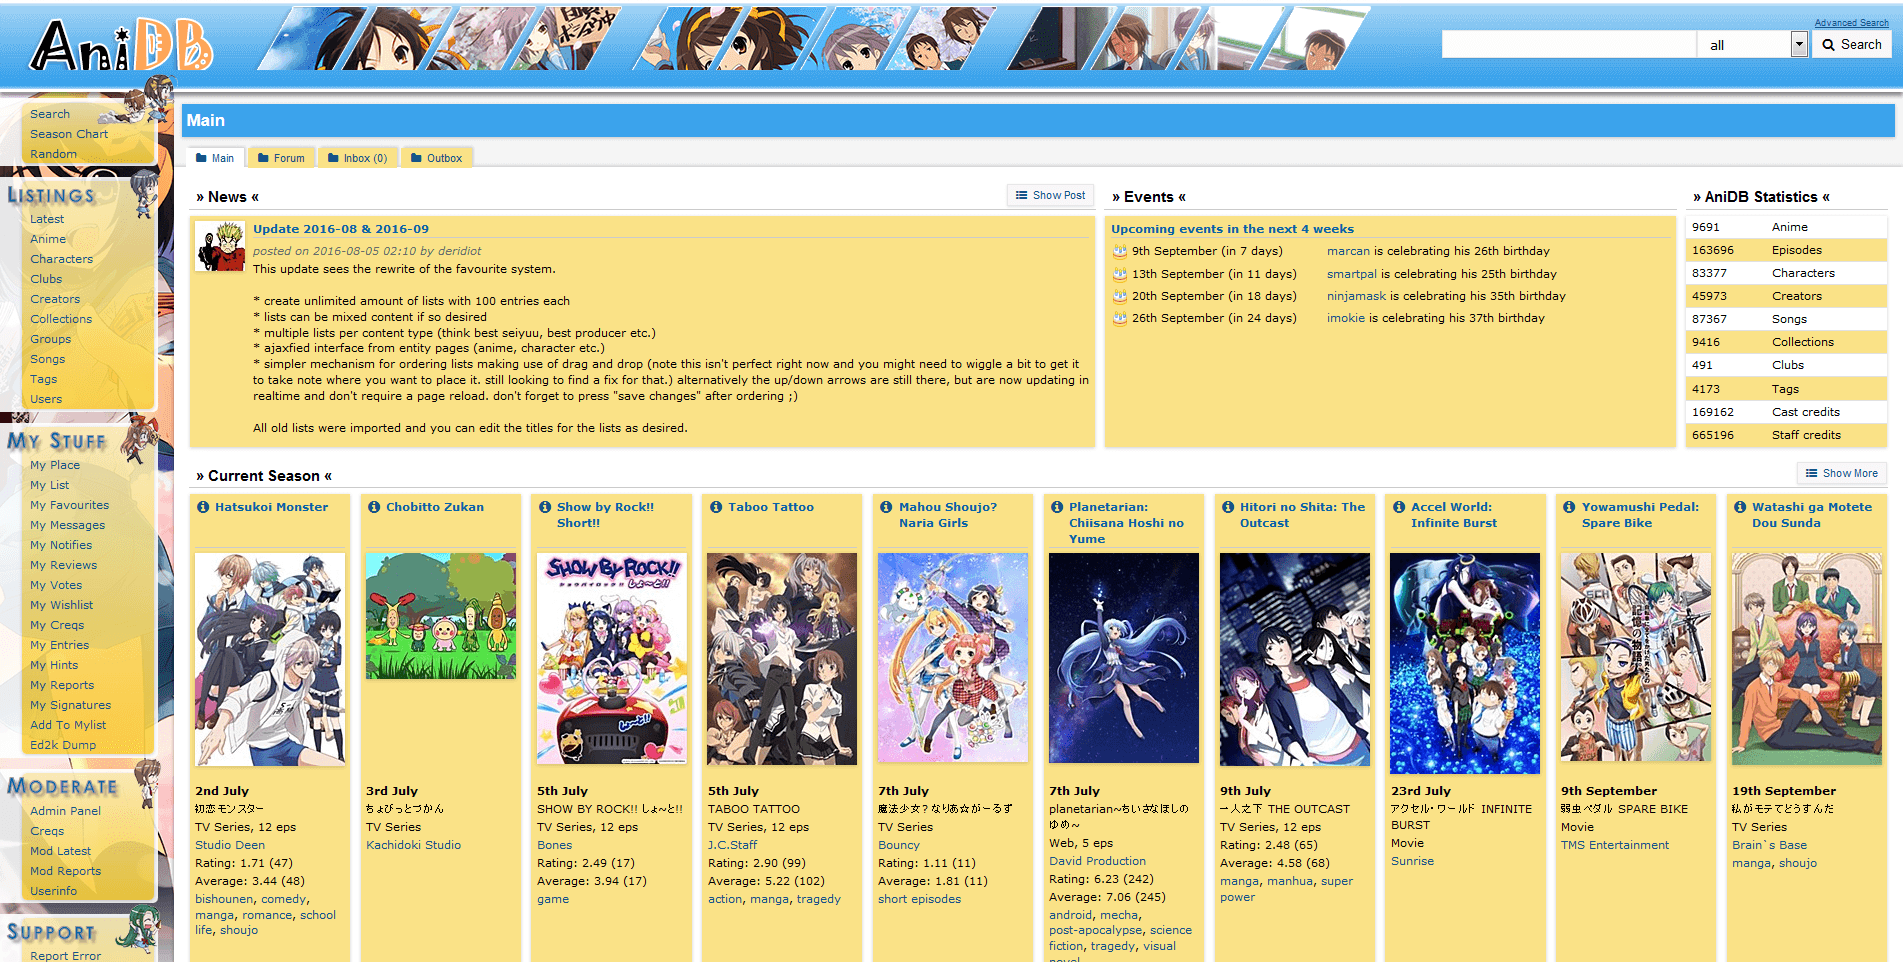 AniDB
Advanced Search
all
Search
Search
Season Chart
Random
LISTINGS
Latest
Anime
Characters
Clubs
Creators
Collections
Groups
Songs
Tags
Users
MY STUFF
My Place
My List
My Favourites
My Messages
My Notifies
My Reviews
My Votes
My Wishlist
My Creqs
My Entries
My Hints
My Reports
My Signatures
Add To Mylist
Ed2k Dump
MODERATE
Admin Panel
Creqs
Mod Latest
Mod Reports
Userinfo
SUPPORT
Report Error
Main
Main
Forum
Inbox (0)
Outbox
» News «
Show Post
Update 2016-08 & 2016-09
posted on 2016-08-05 02:10 by deridiot
This update sees the rewrite of the favourite system.
* create unlimited amount of lists with 100 entries each
* lists can be mixed content if so desired
* multiple lists per content type (think best seiyuu, best producer etc.)
* ajaxfied interface from entity pages (anime, character etc.)
* simpler mechanism for ordering lists making use of drag and drop (note this isn't perfect right now and you might need to wiggle a bit to get it
to take note where you want to place it. still looking to find a fix for that.) alternatively the up/down arrows are still there, but are now updating in
realtime and don't require a page reload. don't forget to press "save changes" after ordering ;)
All old lists were imported and you can edit the titles for the lists as desired.
» Events «
Upcoming events in the next 4 weeks
9th September (in 7 days) marcan is celebrating his 26th birthday
13th September (in 11 days) smartpal is celebrating his 25th birthday
20th September (in 18 days) ninjamask is celebrating his 35th birthday
26th September (in 24 days) imokie is celebrating his 37th birthday
» AniDB Statistics «
9691 Anime
163696 Episodes
83377 Characters
45973 Creators
87367 Songs
9416 Collections
491 Clubs
4173 Tags
169162 Cast credits
665196 Staff credits
» Current Season «
Show More
Hatsukoi Monster
2nd July
初恋モンスター
TV Series, 12 eps
Studio Deen
Rating: 1.71 (47)
Average: 3.44 (48)
bishounen, comedy,
manga, romance, school
life, shoujo
Chobitto Zukan
3rd July
ちょびっとづかん
TV Series
Kachidoki Studio
Show by Rock!!
Short!!
SHOW BY ROCK!!
ショウバイロック!!
しょ~と!!
しょ~と!!
5th July
SHOW BY ROCK!! しょ~と!!
TV Series, 12 eps
Bones
Rating: 2.49 (17)
Average: 3.94 (17)
game
Taboo Tattoo
5th July
TABOO TATTOO
TV Series, 12 eps
J.C.Staff
Rating: 2.90 (99)
Average: 5.22 (102)
action, manga, tragedy
Mahou Shoujo?
Naria Girls
7th July
魔法少女?なりあ☆がーるず
TV Series
Bouncy
Rating: 1.11 (11)
Average: 1.81 (11)
short episodes
Planetarian:
Chiisana Hoshi no
Yume
7th July
planetarian~ちいさなほしの
ゆめ~
Web, 5 eps
David Production
Rating: 6.23 (242)
Average: 7.06 (245)
android, mecha,
post-apocalypse, science
fiction, tragedy, visual
novel
Hitori no Shita: The
Outcast
9th July
一人之下 THE OUTCAST
TV Series, 12 eps
Rating: 2.48 (65)
Average: 4.58 (68)
manga, manhua, super
power
Accel World:
Infinite Burst
23rd July
アクセル・ワールド INFINITE
BURST
Movie
Sunrise
Yowamushi Pedal:
Spare Bike
9th September
弱虫ペダル SPARE BIKE
Movie
TMS Entertainment
Watashi ga Motete
Dou Sunda
19th September
私がモテてどうすんだ
TV Series
Brain`s Base
manga, shoujo